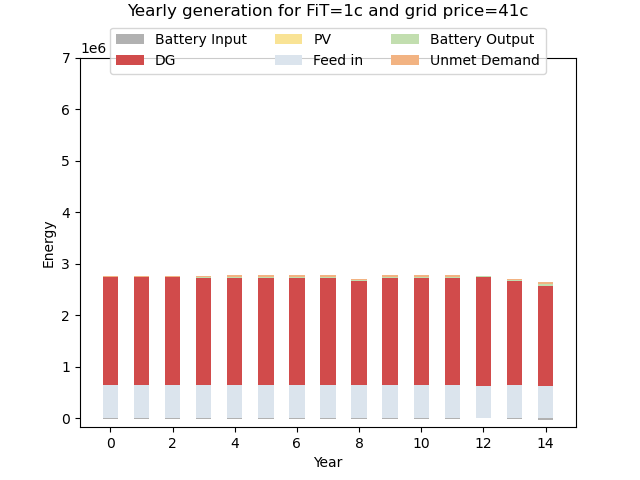 Yearly generation for FiT=1c and grid price=41c
Battery Input PV Battery Output
DG Feed in Unmet Demand
1e6
7
6
5
4
3
2
1
0
Energy
0 2 4 6 8 10 12 14
Year